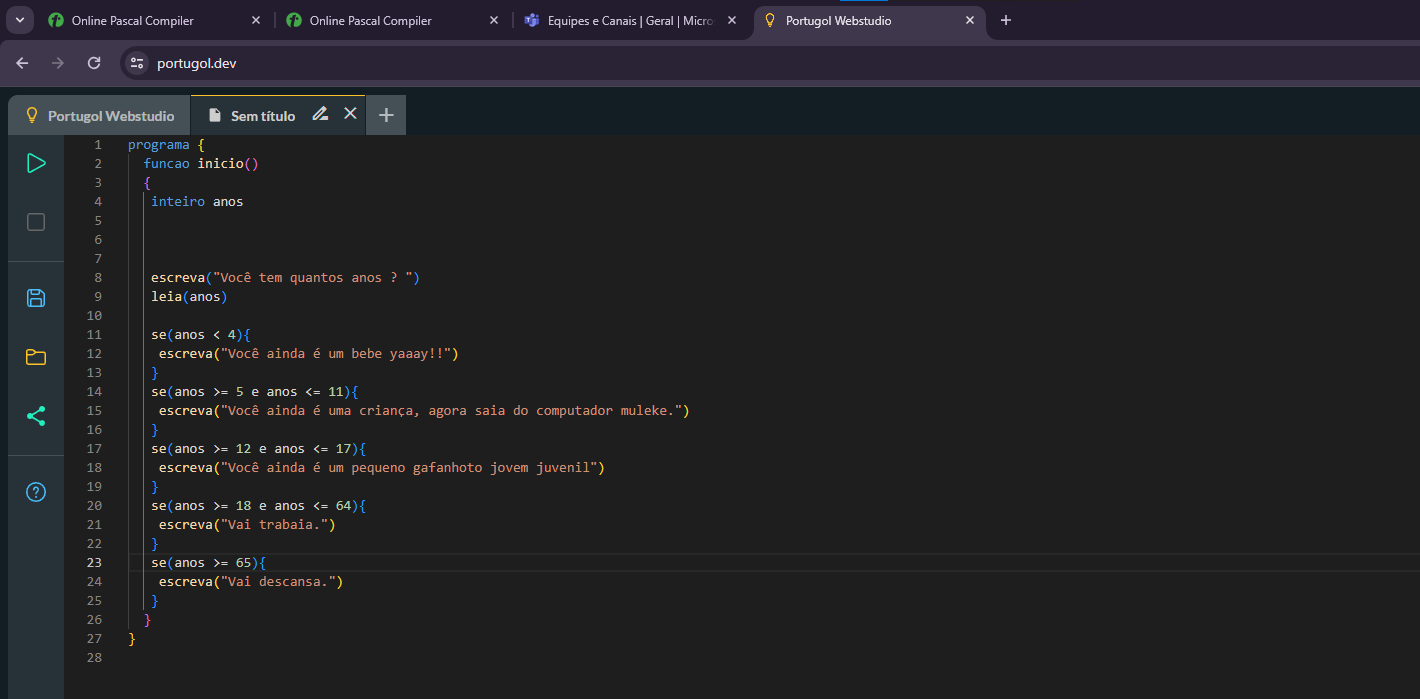 Online Pascal Compiler
Online Pascal Compiler
Equipes e Canais | Geral | Micro
Portugol Webstudio
portugol.dev
Portugol Webstudio
Sem título
1 programa {
2 funcao inicio()
3 {
4 inteiro anos
5
6
7
8 escreva("Você tem quantos anos ? ")
9 leia(anos)
10
11 se(anos < 4){
12 escreva("Você ainda é um bebe yaaay!!")
13 }
14 se(anos >= 5 e anos <= 11){
15 escreva("Você ainda é uma criança, agora saia do computador muleke.")
16 }
17 se(anos >= 12 e anos <= 17){
18 escreva("Você ainda é um pequeno gafanhoto jovem juvenil")
19 }
20 se(anos >= 18 e anos <= 64){
21 escreva("Vai trabaia.")
22 }
23 se(anos >= 65){
24 escreva("Vai descansa.")
25 }
26 }
27 }
28